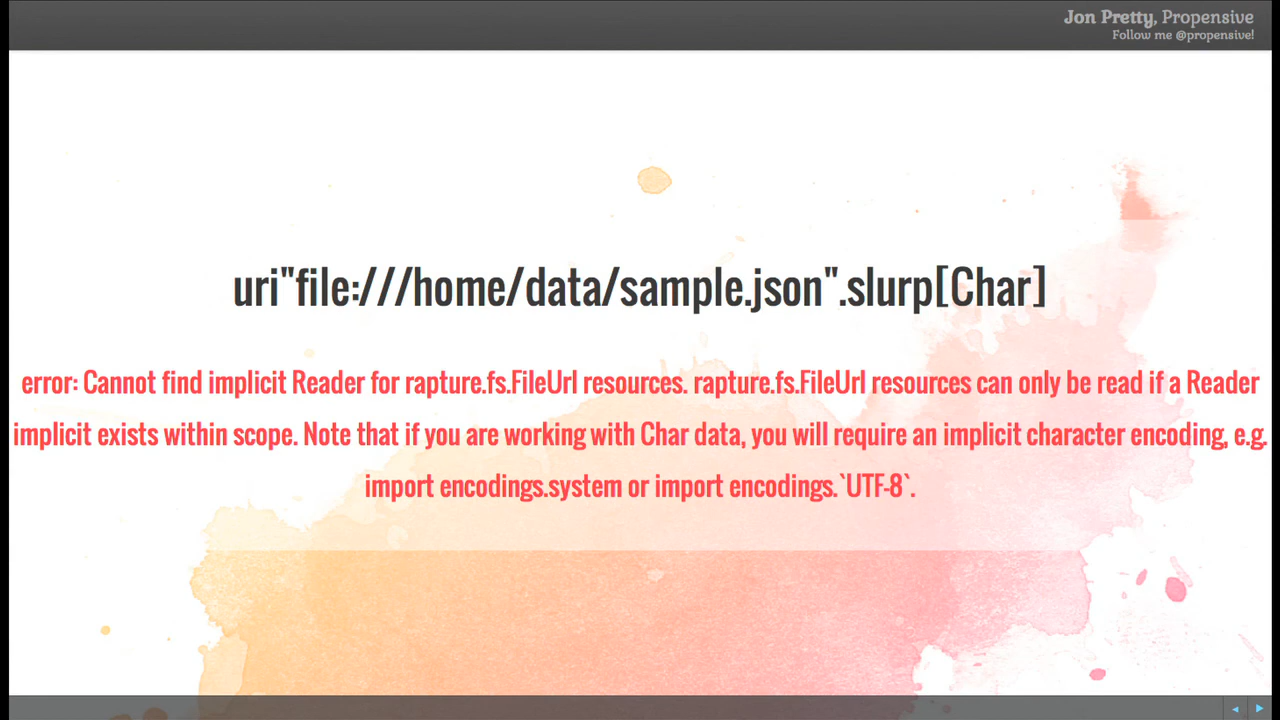 Jon Pretty, Propensive
Follow me @propensive!
uri"file:///home/data/sample.json".slurp[Char]
error: Cannot find implicit Reader for rapture.fs.FileUrl resources. rapture.fs.FileUrl resources can only be read if a Reader
implicit exists within scope. Note that if you are working with Char data, you will require an implicit character encoding, e.g.
import encodings.system or import encodings.`UTF-8`.